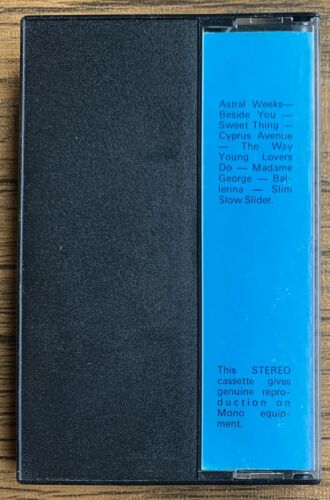 Astral Weeks—
Beside You —
Sweet Thing —
Cyprus Avenue
— The Way
Young Lovers
Do — Madame
George — Bal-
lerina — Slim
Slow Slider.
This STEREO
cassette gives
genuine repro-
duction on
Mono equip-
ment.